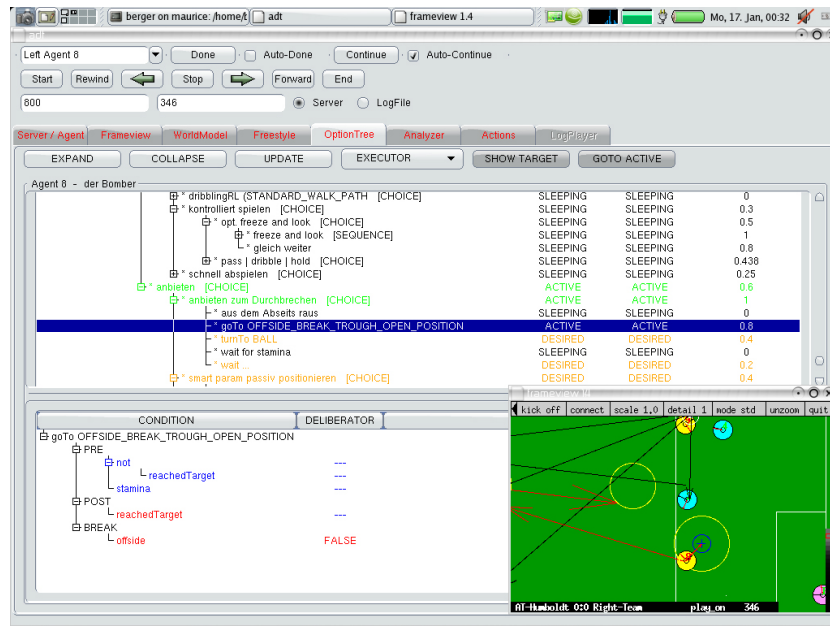 berger on maurice: /home/t adt frameview 1.4 Mo, 17. Jan, 00:32
adt
Left Agent 8 Done Auto-Done Continue Auto-Continue
Start Rewind Stop Forward End
800 346 Server LogFile
Server / Agent Frameview WorldModel Freestyle OptionTree Analyzer Actions LogPlayer
EXPAND COLLAPSE UPDATE EXECUTOR SHOW TARGET GOTO ACTIVE
Agent 8 - der Bomber
* dribblingRL (STANDARD_WALK_PATH [CHOICE] SLEEPING SLEEPING 0
* kontrolliert spielen [CHOICE] SLEEPING SLEEPING 0.3
* opt. freeze and look [CHOICE] SLEEPING SLEEPING 0.5
* freeze and look [SEQUENCE] SLEEPING SLEEPING 1
* gleich weiter SLEEPING SLEEPING 0.8
* pass | dribble | hold [CHOICE] SLEEPING SLEEPING 0.438
* schnell abspielen [CHOICE] SLEEPING SLEEPING 0.25
* anbieten [CHOICE] ACTIVE ACTIVE 0.6
* anbieten zum Durchbrechen [CHOICE] ACTIVE ACTIVE 1
* aus dem Abseits raus SLEEPING SLEEPING 0
* goTo OFFSIDE_BREAK_TROUGH_OPEN_POSITION ACTIVE ACTIVE 0.8
* turnTo BALL DESIRED DESIRED 0.4
* wait for stamina SLEEPING SLEEPING 0
* wait ... DESIRED DESIRED 0.2
* smart param passiv positionieren [CHOICE] DESIRED DESIRED 0.4
CONDITION DELIBERATOR
goTo OFFSIDE_BREAK_TROUGH_OPEN_POSITION
PRE
not ---
reachedTarget ---
stamina ---
POST
reachedTarget ---
BREAK
offside FALSE
kick off connect scale 1.0 detail 1 mode std unzoom quit
AT-Humboldt 0:0 Right-Team play_on 346